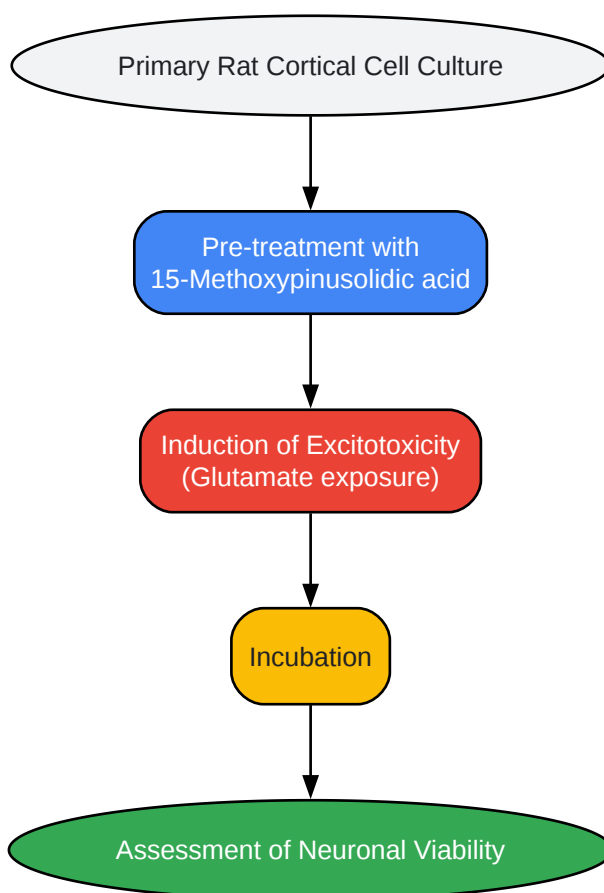 Primary Rat Cortical Cell Culture
Pre-treatment with
15-Methoxypinusolidic acid
Induction of Excitotoxicity
(Glutamate exposure)
Incubation
Assessment of Neuronal Viability